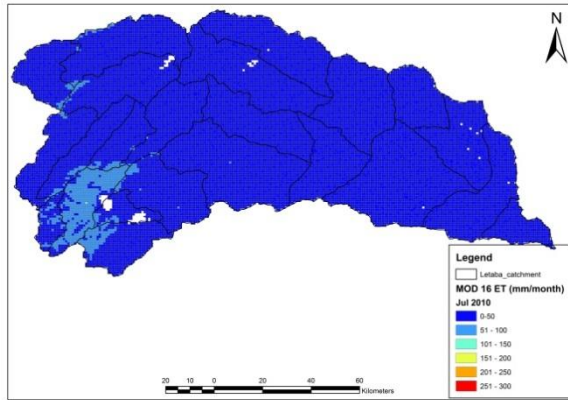 N
Legend
Letaba_catchment
MOD 16 ET (mm/month)
Jul 2010
0-50
51 - 100
101 - 150
151 - 200
201 - 250
251 - 300
20 10 0 20 40 60
Kilometers